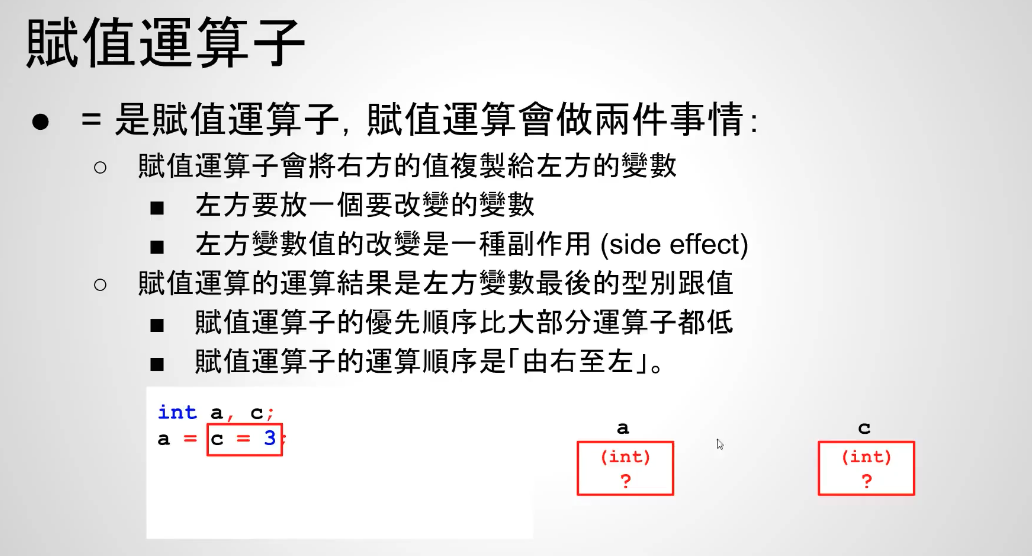 賦值運算子
● = 是賦值運算子，賦值運算會做兩件事情：
○ 賦值運算子會將右方的值複製給左方的變數
■ 左方要放一個要改變的變數
■ 左方變數值的改變是一種副作用 (side effect)
○ 賦值運算的運算結果是左方變數最後的型別跟值
■ 賦值運算子的優先順序比大部分運算子都低
■ 賦值運算子的運算順序是「由右至左」。
int a, c;
a = c = 3;
a
(int)
?
c
(int)
?